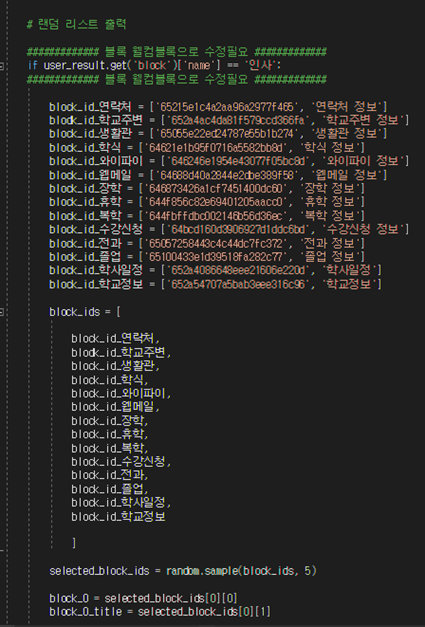 # 랜덤 리스트 출력
############# 블록 웰컴블록으로 수정필요 #############
if user_result.get('block')['name'] == '인사':
############# 블록 웰컴블록으로 수정필요 #############
block_id_연락처 = ['65215e1c4a2aa96a2977f465', '연락처 정보']
block_id_학교주변 = ['652a4ac4da81f579ccd366fa', '학교주변 정보']
block_id_생활관 = ['65055e22ed24787e55b1b274', '생활관 정보']
block_id_학식 = ['64621e1b95f0716a5582bb8d', '학식 정보']
block_id_와이파이 = ['646246e1954e43077f05bc9d', '와이파이 정보']
block_id_웹메일 = ['64688d40a2844e2dbe389f58', '웹메일 정보']
block_id_장학 = ['646873426a1cf7451400dc60', '장학 정보']
block_id_휴학 = ['644f856c82e69401205aacc0', '휴학 정보']
block_id_복학 = ['644fbffdbc002146b56d36ec', '복학 정보']
block_id_수강신청 = ['64bcd160d3906927d1ddc6bd', '수강신청 정보']
block_id_전과 = ['65057258443c4c44dc7fc372', '전과 정보']
block_id_졸업 = ['65100433e1d39518fa282c77', '졸업 정보']
block_id_학사일정 = ['652a4086648eee21606e220d', '학사일정']
block_id_학교정보 = ['652a54707a5bab3eee316c96', '학교정보']
block_ids = [
block_id_연락처,
block_id_학교주변,
block_id_생활관,
block_id_학식,
block_id_와이파이,
block_id_웹메일,
block_id_장학,
block_id_휴학,
block_id_복학,
block_id_수강신청,
block_id_전과,
block_id_졸업,
block_id_학사일정,
block_id_학교정보
]
selected_block_ids = random.sample(block_ids, 5)
block_0 = selected_block_ids[0][0]
block_0_title = selected_block_ids[0][1]